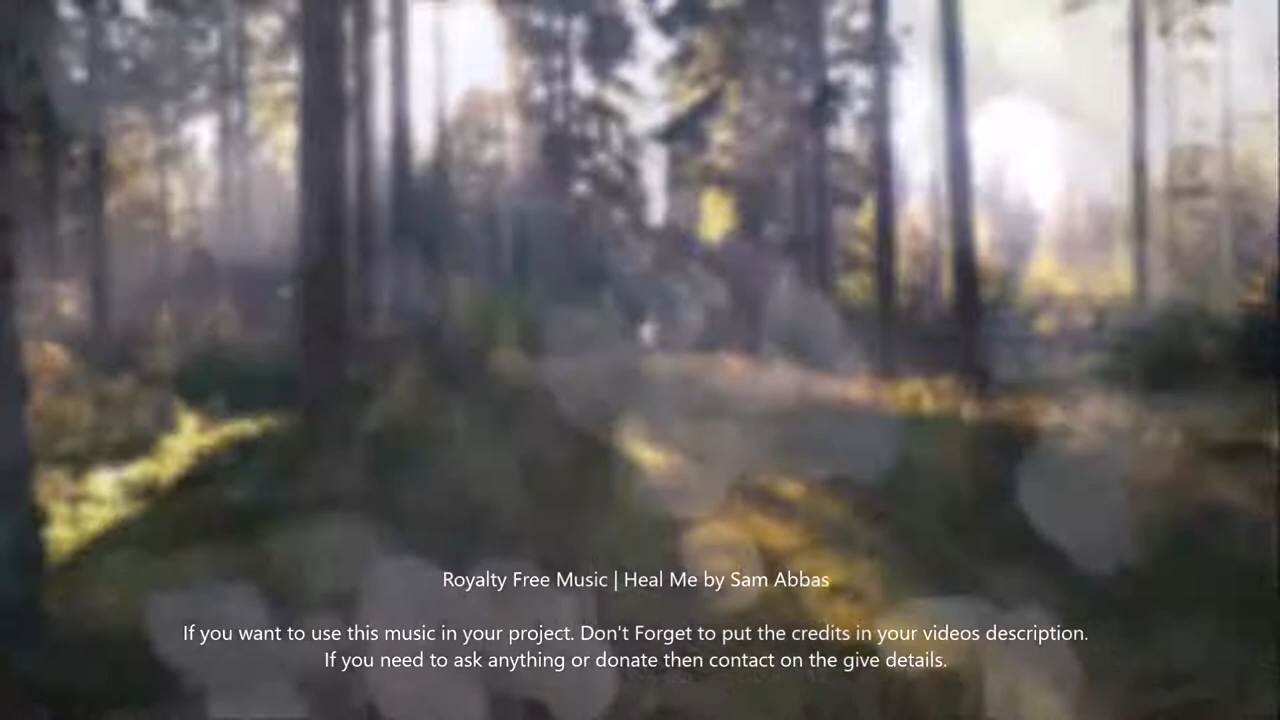 Royalty Free Music | Heal Me by Sam Abbas
If you want to use this music in your project. Don't Forget to put the credits in your videos description.
If you need to ask anything or donate then contact on the give details.